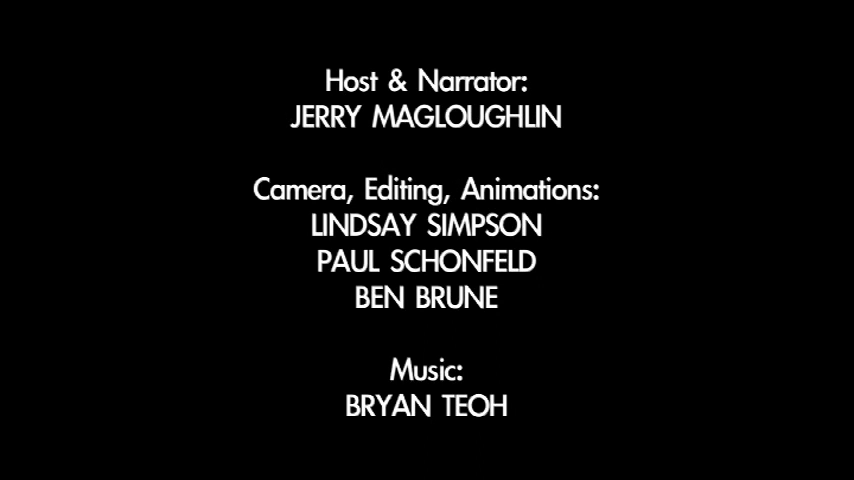 Host & Narrator:
JERRY MAGLOUGHLIN
Camera, Editing, Animations:
LINDSAY SIMPSON
PAUL SCHONFELD
BEN BRUNE
Music:
BRYAN TEOH